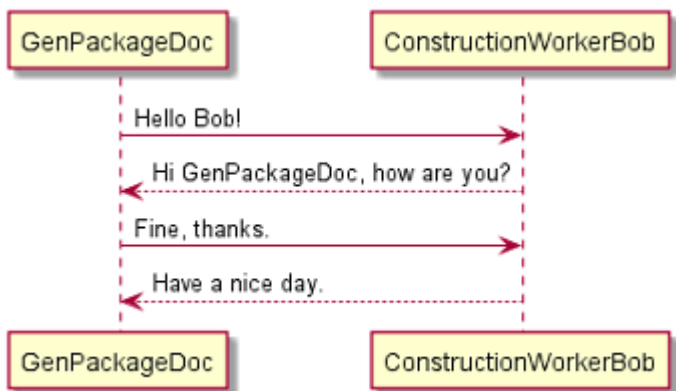 GenPackageDoc
ConstructionWorkerBob
Hello Bob!
Hi GenPackageDoc, how are you?
Fine, thanks.
Have a nice day.
GenPackageDoc
ConstructionWorkerBob